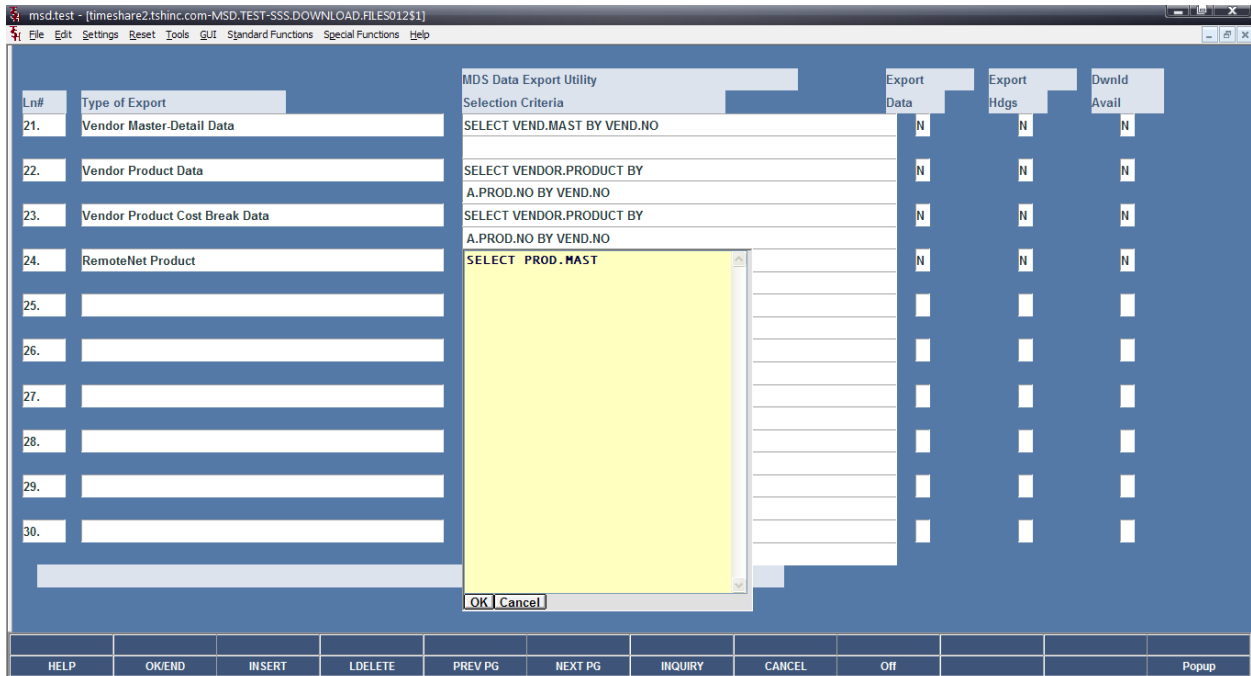 msd.test - [timeshare2.tshinc.com-MSD.TEST-SSS.DOWNLOAD.FILES012$1]
File Edit Settings Reset Tools GUI Standard Functions Special Functions Help
MDS Data Export Utility Export Export Dwnld
Ln# Type of Export Selection Criteria Data Hdgs Avail
21. Vendor Master-Detail Data SELECT VEND.MAST BY VEND.NO N N N
22. Vendor Product Data SELECT VENDOR.PRODUCT BY N N N
A.PROD.NO BY VEND.NO
23. Vendor Product Cost Break Data SELECT VENDOR.PRODUCT BY N N N
A.PROD.NO BY VEND.NO
24. RemoteNet Product SELECT PROD.MAST N N N
25.
26.
27.
28.
29.
30.
OK Cancel
HELP OK/END INSERT LDELETE PREV PG NEXT PG INQUIRY CANCEL Off Popup